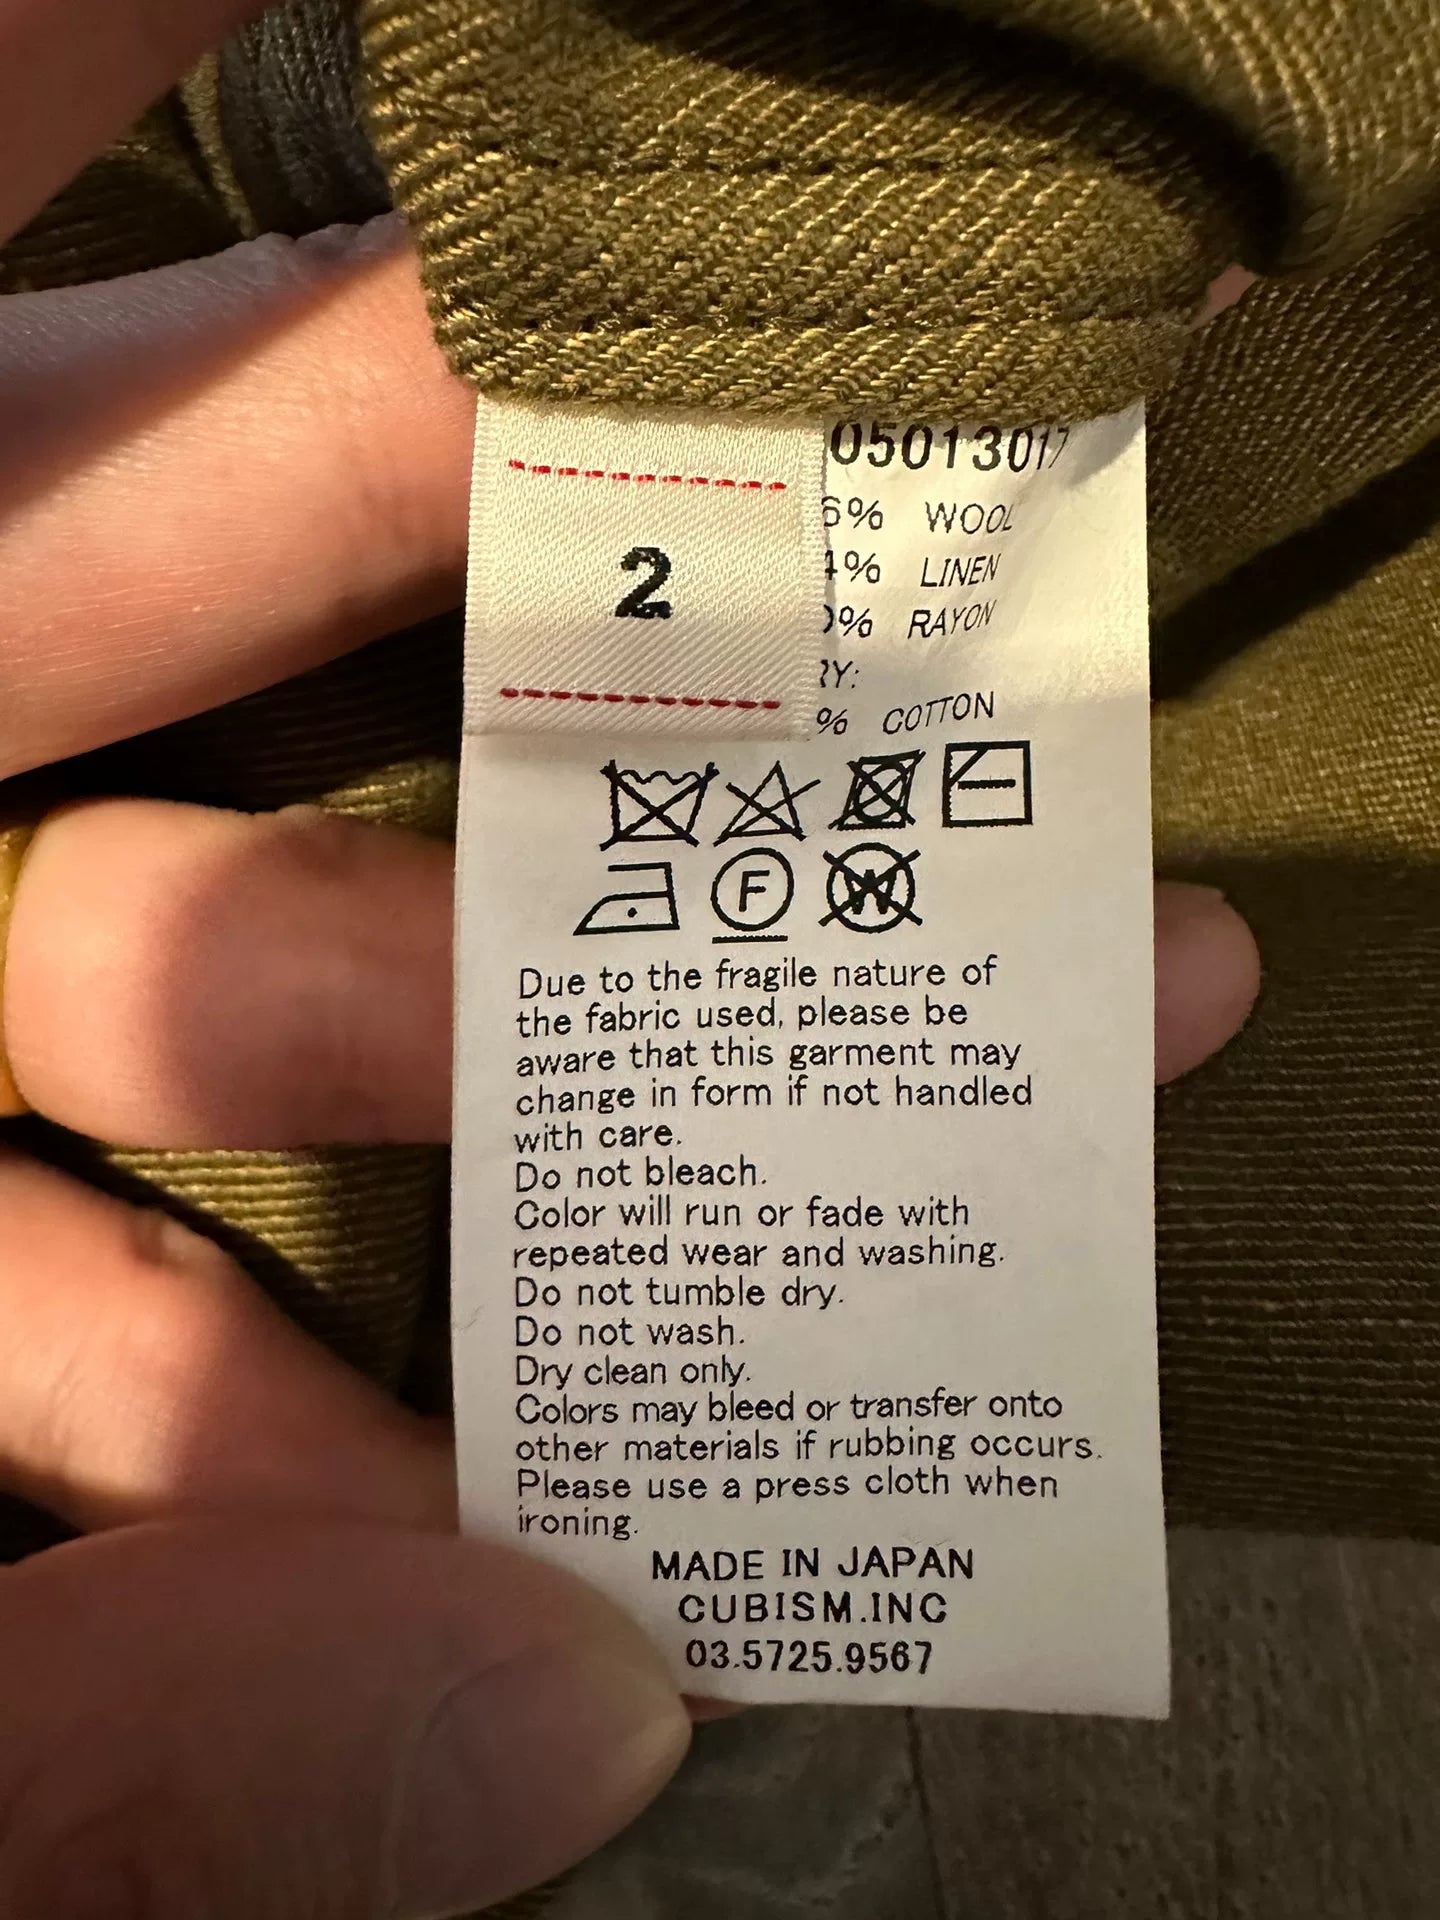 2
05013017
6% WOOL
4% LINEN
% RAYON
RY:
% COTTON
F
W
Due to the fragile nature of
the fabric used, please be
aware that this garment may
change in form if not handled
with care.
Do not bleach.
Color will run or fade with
repeated wear and washing.
Do not tumble dry.
Do not wash.
Dry clean only.
Colors may bleed or transfer onto
other materials if rubbing occurs.
Please use a press cloth when
ironing.
MADE IN JAPAN
CUBISM.INC
03.5725.9567